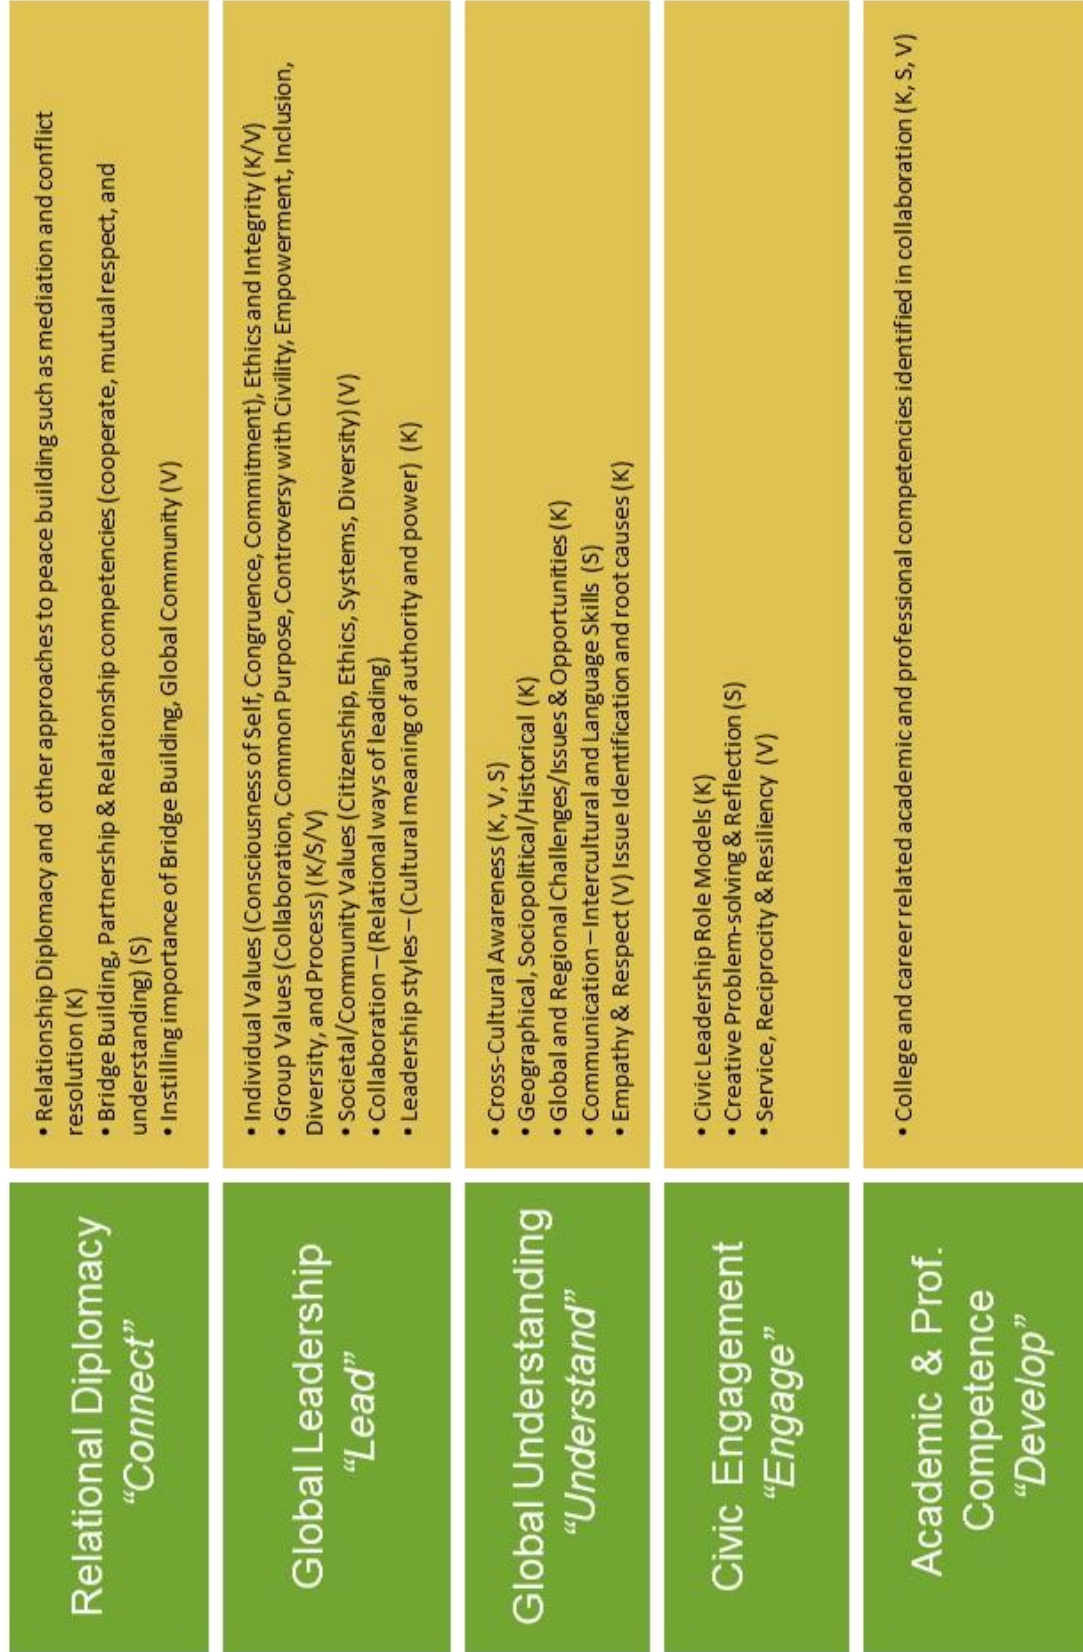 Relational Diplomacy
“Connect”
• Relationship Diplomacy and other approaches to peace building such as mediation and conflict
resolution (K)
• Bridge Building, Partnership & Relationship competencies (cooperate, mutual respect, and
understanding) (S)
• Instilling importance of Bridge Building, Global Community (V)
Global Leadership
“Lead”
• Individual Values (Consciousness of Self, Congruence, Commitment), Ethics and Integrity (K/V)
• Group Values (Collaboration, Common Purpose, Controversy with Civility, Empowerment, Inclusion,
Diversity, and Process) (K/S/V)
• Societal/Community Values (Citizenship, Ethics, Systems, Diversity) (V)
• Collaboration – (Relational ways of leading)
• Leadership styles – (Cultural meaning of authority and power) (K)
Global Understanding
“Understand”
• Cross-Cultural Awareness (K, V, S)
• Geographical, Sociopolitical/Historical (K)
• Global and Regional Challenges/Issues & Opportunities (K)
• Communication – Intercultural and Language Skills (S)
• Empathy & Respect (V) Issue Identification and root causes (K)
Civic Engagement
“Engage”
• Civic Leadership Role Models (K)
• Creative Problem-solving & Reflection (S)
• Service, Reciprocity & Resiliency (V)
Academic & Prof.
Competence
“Develop”
• College and career related academic and professional competencies identified in collaboration (K, S, V)